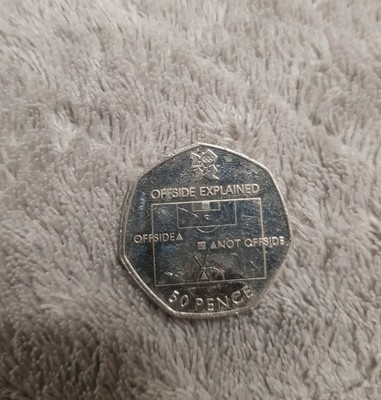 OFFSIDE EXPLAINED
OFFSIDE
NOT OFFSIDE
50 PENCE